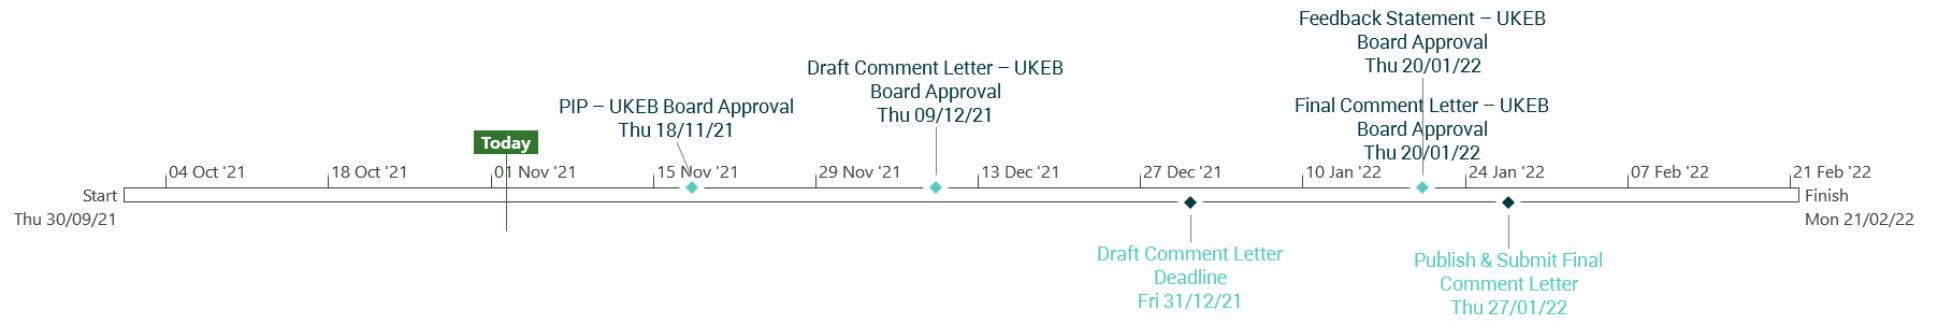 Feedback Statement – UKEB
Board Approval
Thu 20/01/22
Draft Comment Letter – UKEB
Board Approval
Thu 09/12/21
PIP – UKEB Board Approval
Thu 18/11/21
Final Comment Letter – UKEB
Board Approval
Thu 20/01/22
Today
04 Oct '21
18 Oct '21
01 Nov '21
15 Nov '21
29 Nov '21
13 Dec '21
27 Dec '21
10 Jan '22
24 Jan '22
07 Feb '22
21 Feb '22
Start
Thu 30/09/21
Finish
Mon 21/02/22
Draft Comment Letter
Deadline
Fri 31/12/21
Publish & Submit Final
Comment Letter
Thu 27/01/22